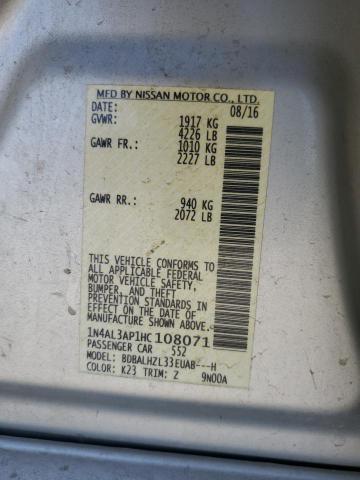 MFD BY NISSAN MOTOR CO., LTD.
DATE: 08/16
GVWR: 1917 KG
4226 LB
GAWR FR.: 1010 KG
2227 LB
GAWR RR.: 940 KG
2072 LB
THIS VEHICLE CONFORMS TO
ALL APPLICABLE FEDERAL
MOTOR VEHICLE SAFETY,
BUMPER, AND THEFT
PREVENTION STANDARDS IN
EFFECT ON THE DATE OF
MANUFACTURE SHOWN ABOVE.
1N4AL3AP1HC108071
PASSENGER CAR 552
MODEL: BDBALHZL33EUAB---H
COLOR: K23 TRIM: Z 9N00A